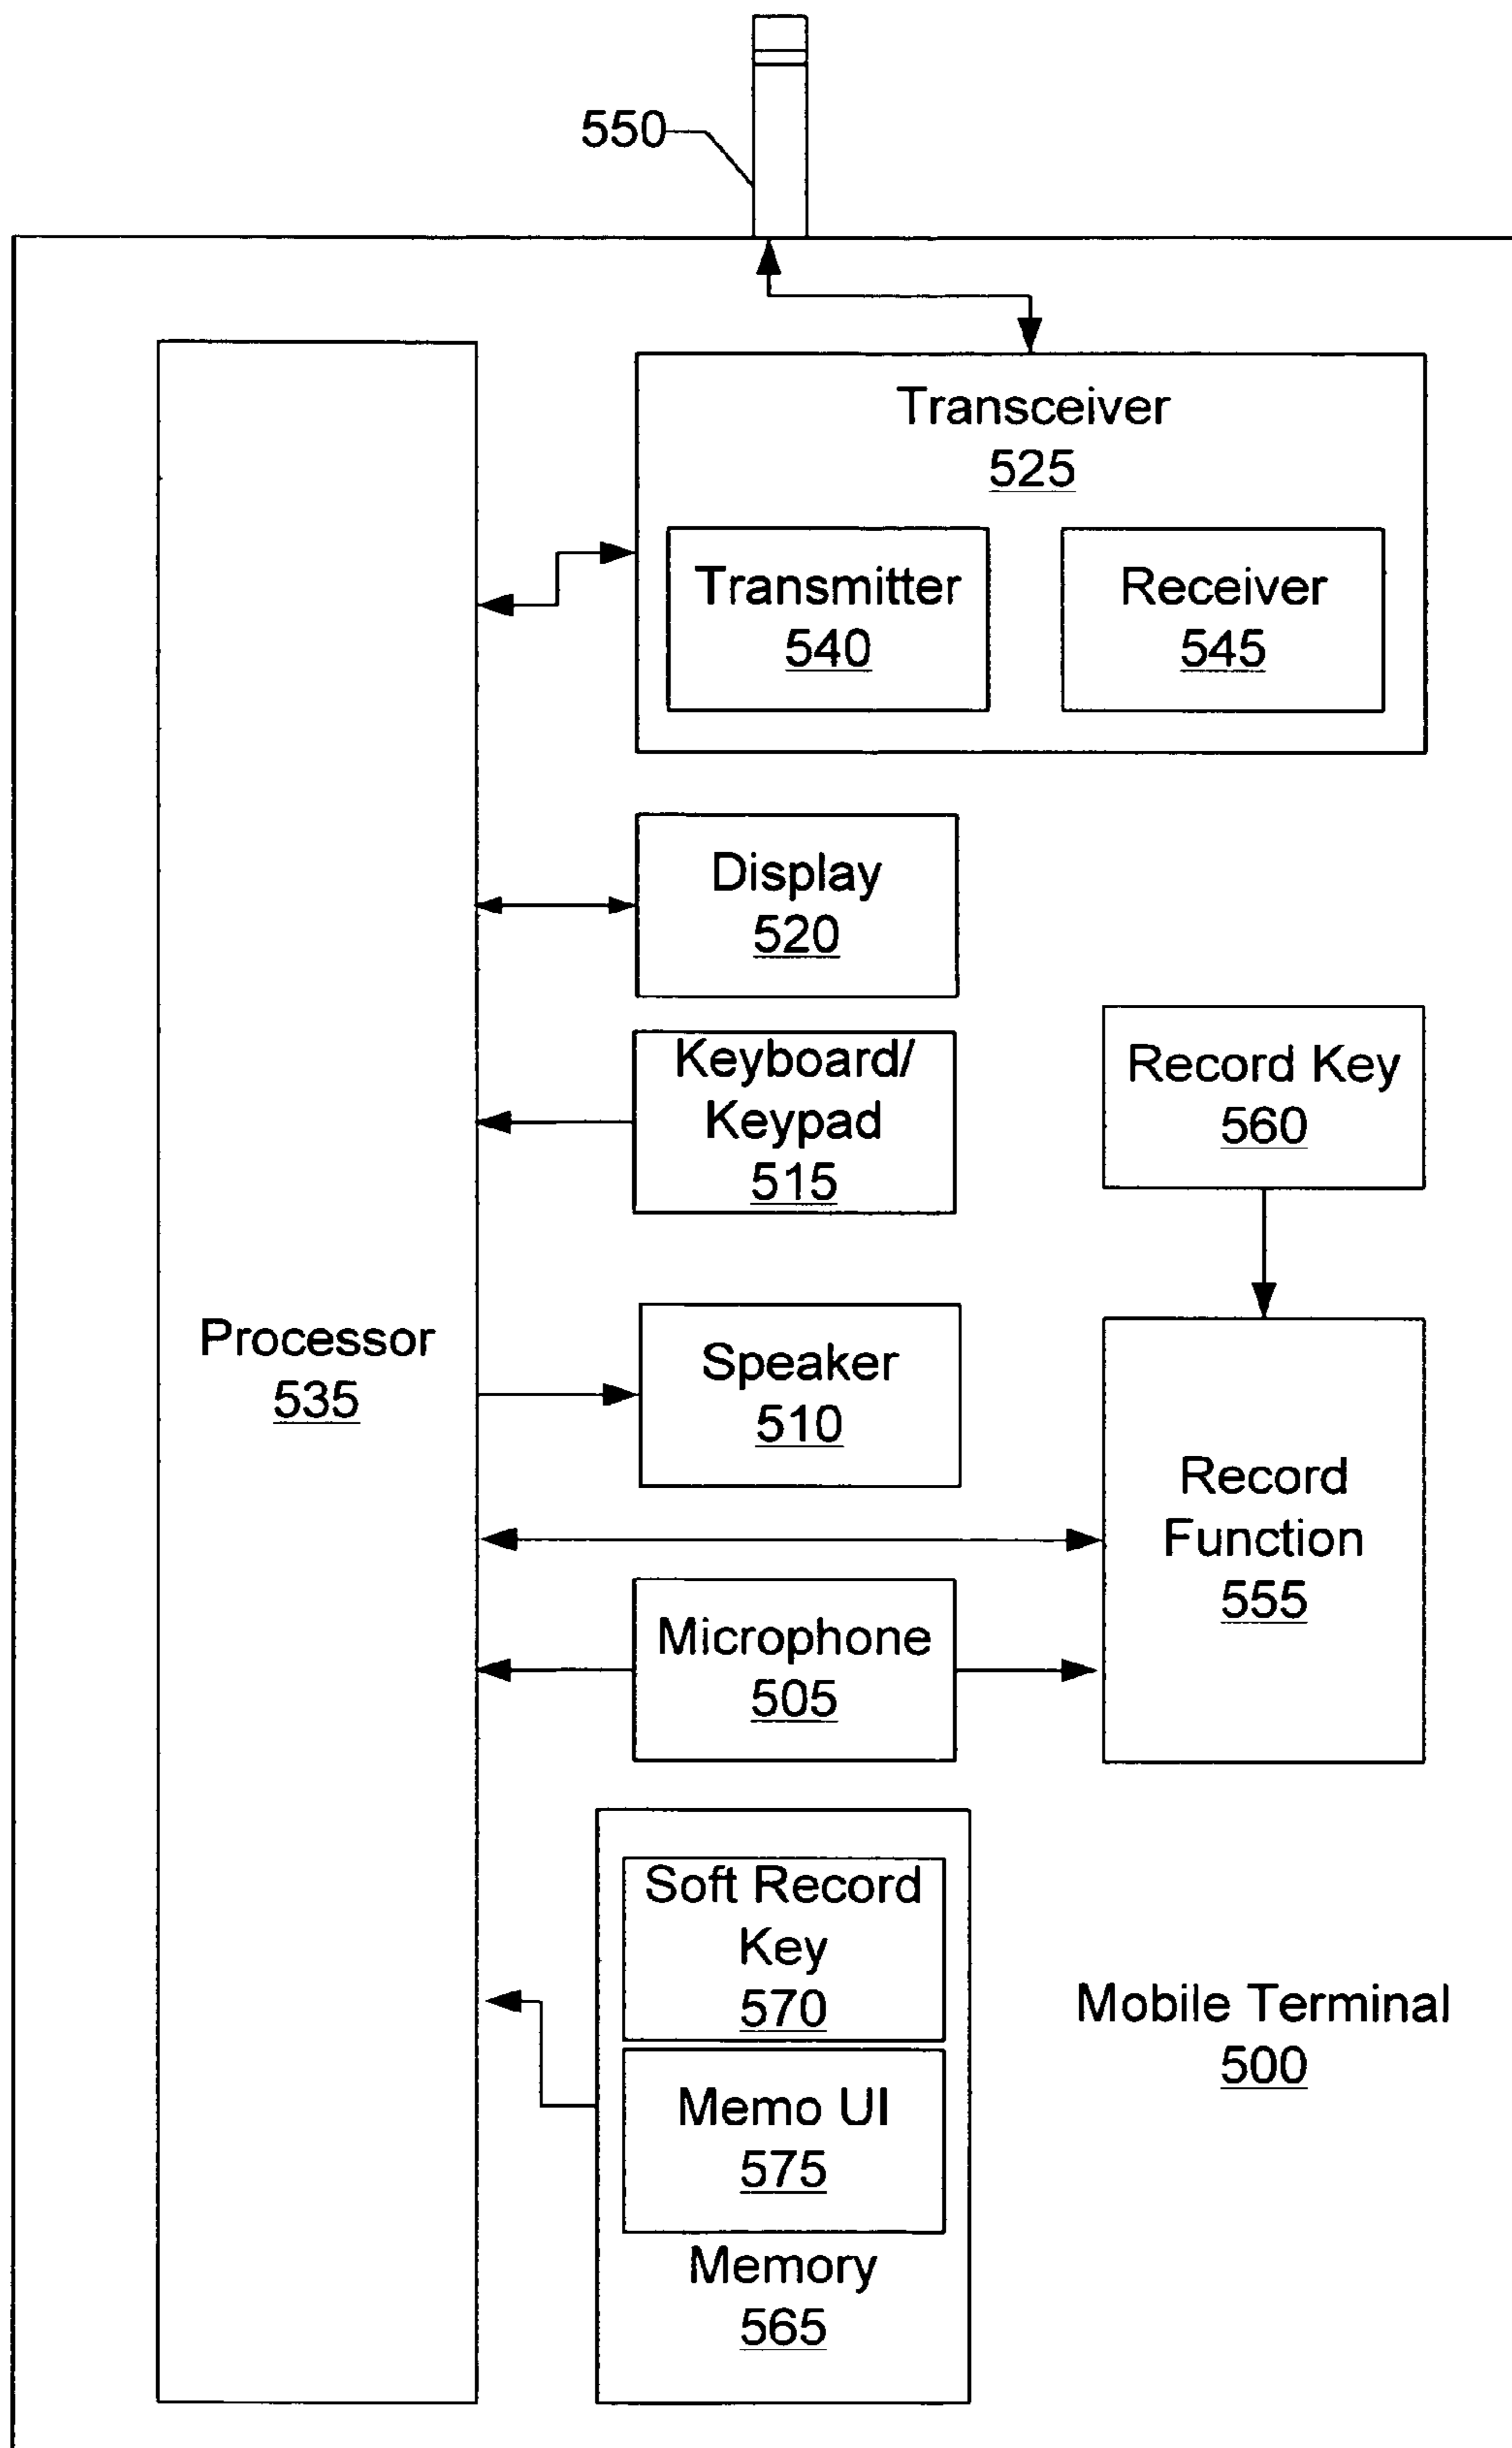 550
Transceiver
525
Transmitter
540
Receiver
545
Display
520
Keyboard/
Keypad
515
Record Key
560
Processor
535
Speaker
510
Record
Function
555
Microphone
505
Soft Record
Key
570
Memo UI
575
Memory
565
Mobile Terminal
500